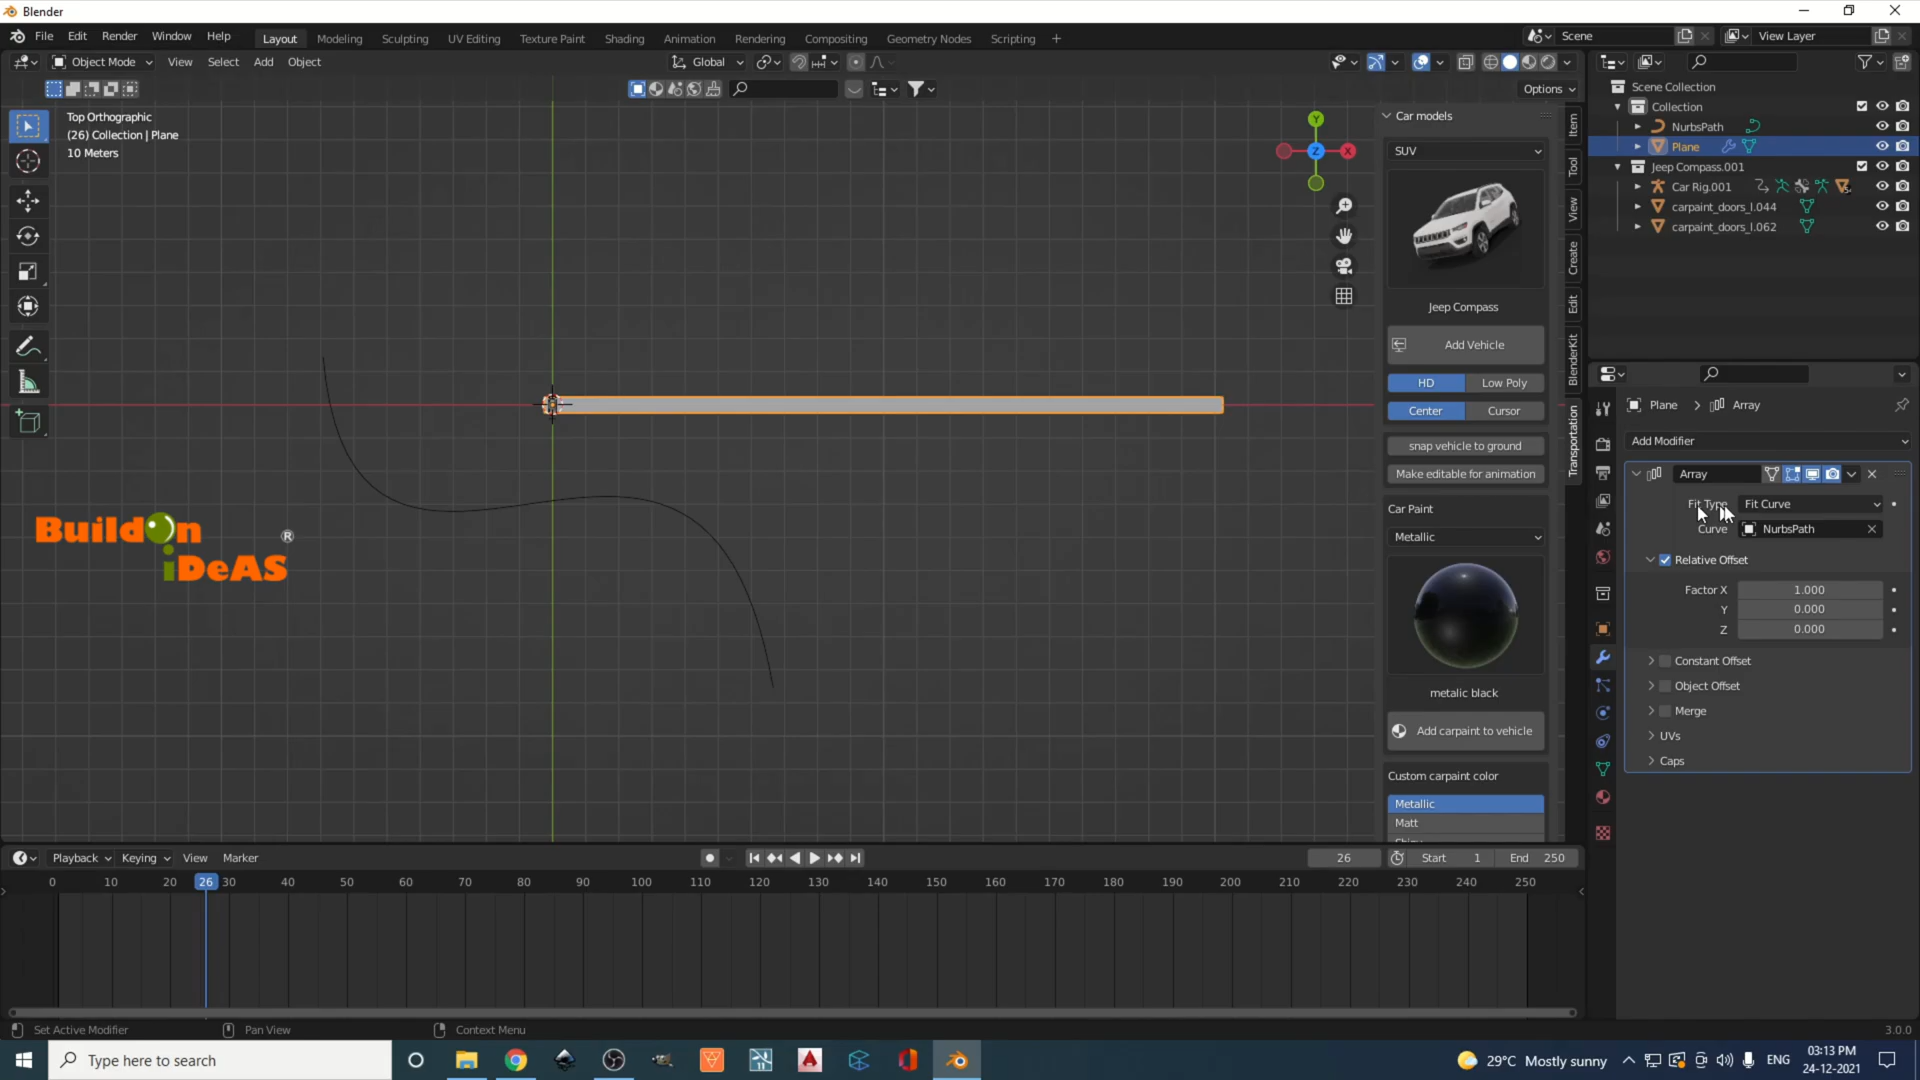 Blender
File Edit Render Window Help
Layout Modeling Sculpting UV Editing Texture Paint Shading Animation Rendering Compositing Geometry Nodes Scripting +
Scene
View Layer
Object Mode View Select Add Object
Global
Options
Top Orthographic
(26) Collection | Plane
10 Meters
Y
X
Z
BuildOn
iDeAS
®
Car models
SUV
Jeep Compass
Add Vehicle
HD Low Poly
Center Cursor
snap vehicle to ground
Make editable for animation
Car Paint
Metallic
metalic black
Add carpaint to vehicle
Custom carpaint color
Metallic
Matt
Item
Tool
View
Create
Edit
BlenderKit
Transportation
Scene Collection
Collection
NurbsPath
Plane
Jeep Compass.001
Car Rig.001
carpaint_doors_l.044
carpaint_doors_l.062
Plane > Array
Add Modifier
Array
Fit Type Fit Curve
Curve NurbsPath
Relative Offset
Factor X 1.000
Y 0.000
Z 0.000
Constant Offset
Object Offset
Merge
UVs
Caps
Playback Keying View Marker
26 Start 1 End 250
0 10 20 26 30 40 50 60 70 80 90 100 110 120 130 140 150 160 170 180 190 200 210 220 230 240 250
Set Active Modifier Pan View Context Menu
3.0.0
Type here to search
29°C Mostly sunny
ENG
03:13 PM
24-12-2021